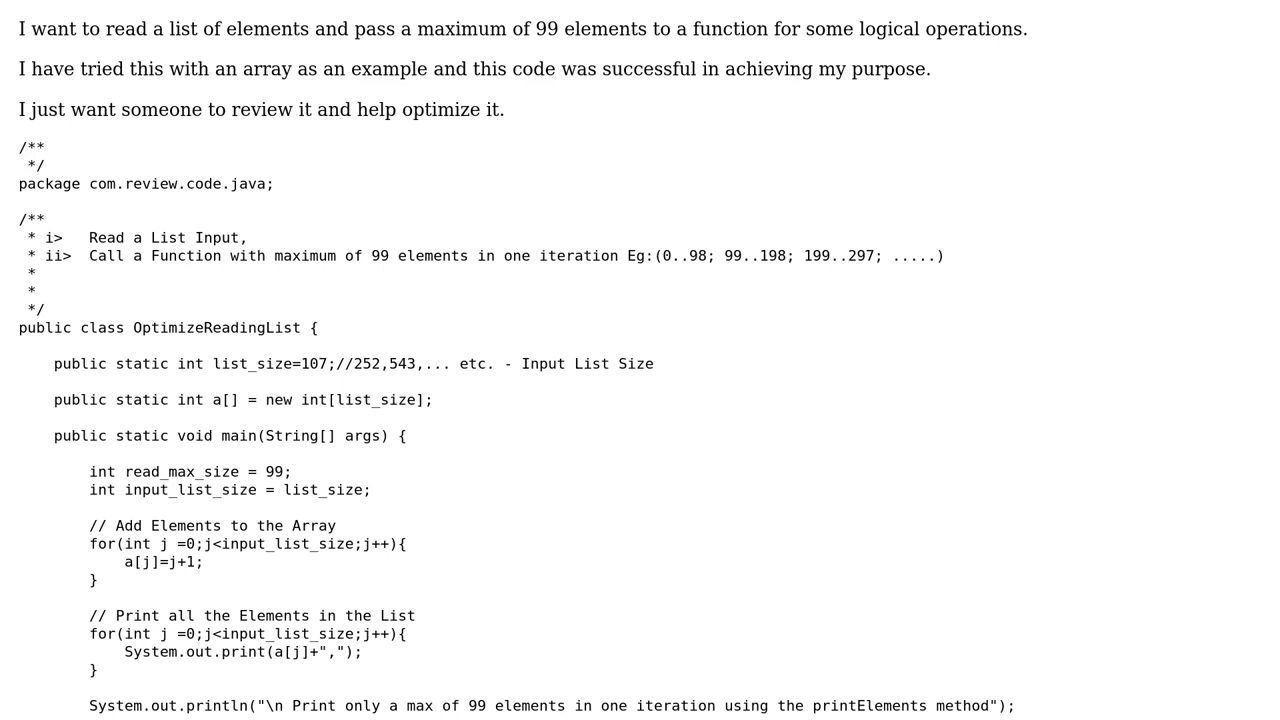 I want to read a list of elements and pass a maximum of 99 elements to a function for some logical operations.
I have tried this with an array as an example and this code was successful in achieving my purpose.
I just want someone to review it and help optimize it.
/**
 */
package com.review.code.java;
/**
 * i>   Read a List Input,
 * ii>  Call a Function with maximum of 99 elements in one iteration Eg:(0..98; 99..198; 199..297; .....)
 *
 *
 */
public class OptimizeReadingList {
    public static int list_size=107;//252,543,... etc. - Input List Size
    public static int a[] = new int[list_size];
    public static void main(String[] args) {
        int read_max_size = 99;
        int input_list_size = list_size;
        // Add Elements to the Array
        for(int j =0;j<input_list_size;j++){
            a[j]=j+1;
        }
        // Print all the Elements in the List
        for(int j =0;j<input_list_size;j++){
            System.out.print(a[j]+",");
        }
        System.out.println("\n Print only a max of 99 elements in one iteration using the printElements method");